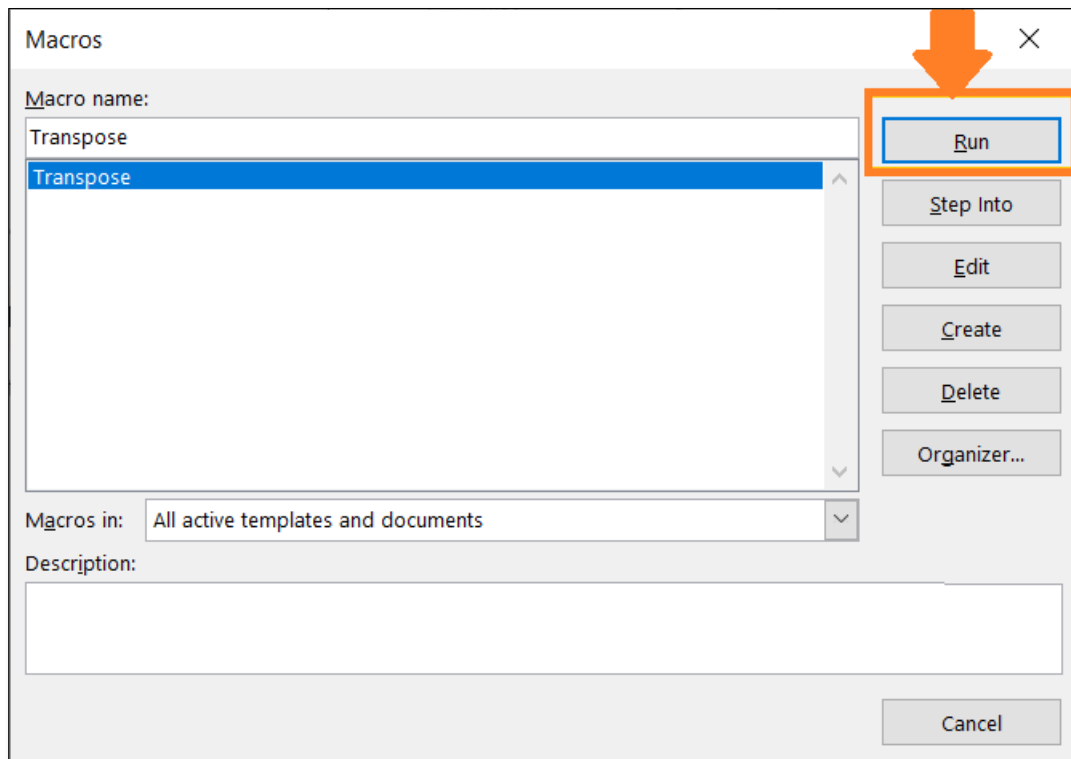 Macros
Macro name:
Transpose
Transpose
Run
Step Into
Edit
Create
Delete
Organizer...
Macros in:
All active templates and documents
Description:
Cancel